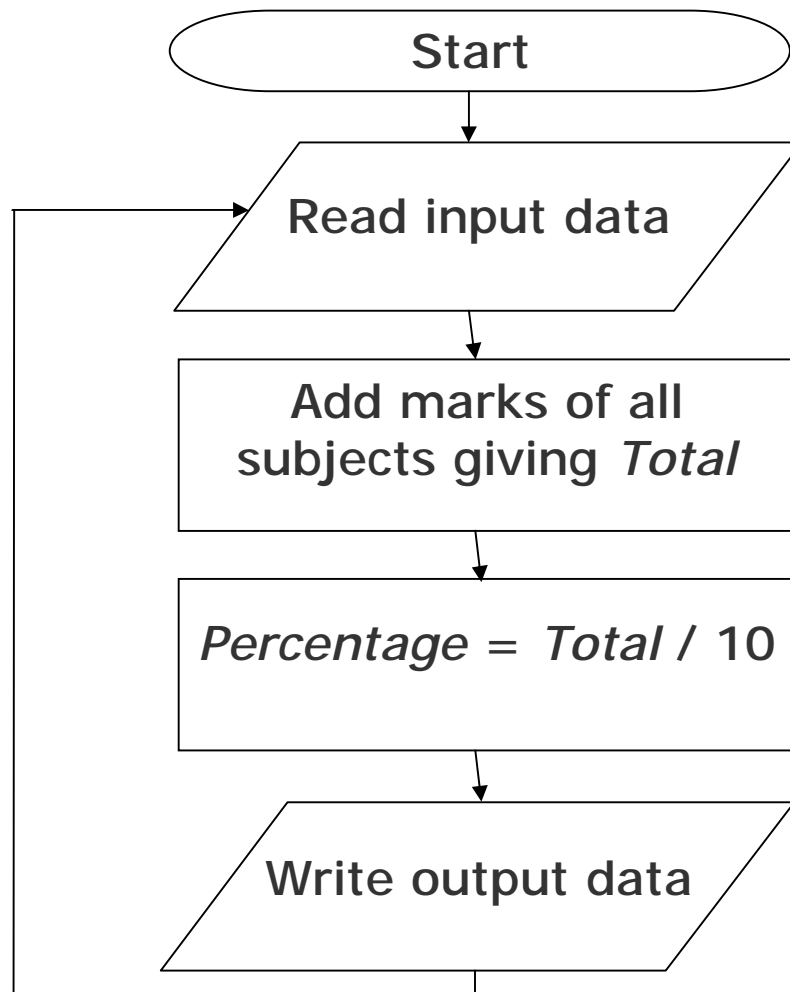 Start
Read input data
Add marks of all
subjects giving Total
Percentage = Total / 10
Write output data